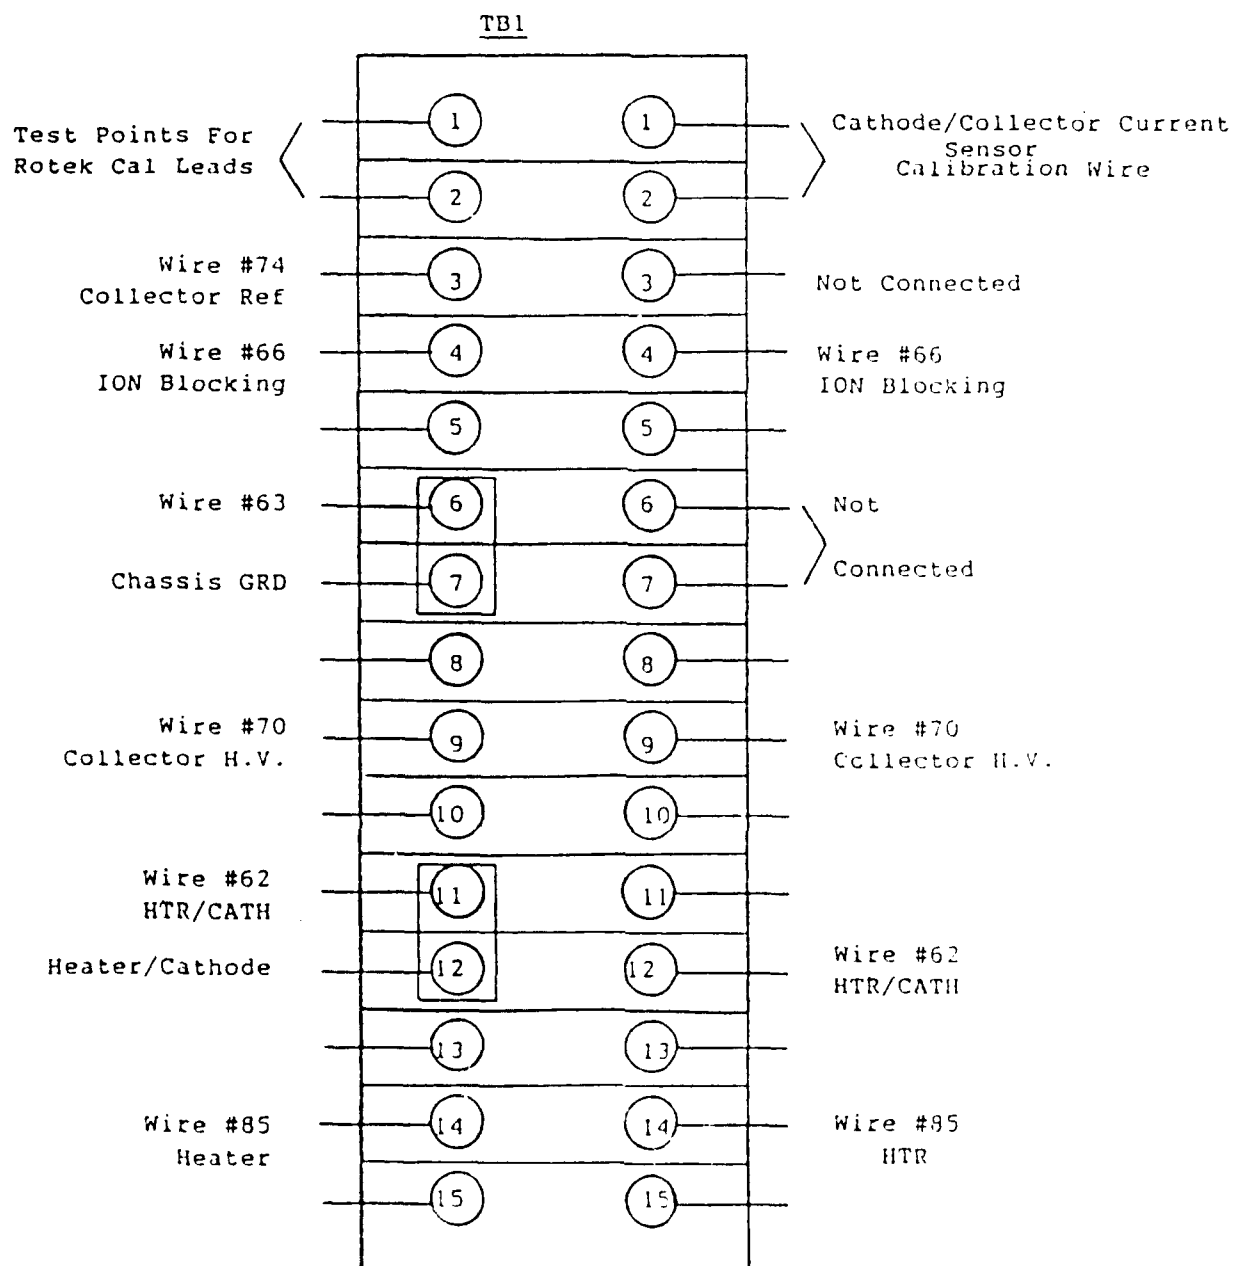 TB1
Test Points For
Rotek Cal Leads
1
1
Cathode/Collector Current
Sensor
Calibration Wire
2
2
Wire #74
Collector Ref
3
3
Not Connected
Wire #66
ION Blocking
4
4
Wire #66
ION Blocking
5
5
Wire #63
6
6
Not
Chassis GRD
7
7
Connected
8
8
Wire #70
Collector H.V.
9
9
Wire #70
Collector H.V.
10
10
Wire #62
HTR/CATH
11
11
Heater/Cathode
12
12
Wire #62
HTR/CATH
13
13
Wire #85
Heater
14
14
Wire #85
HTR
15
15